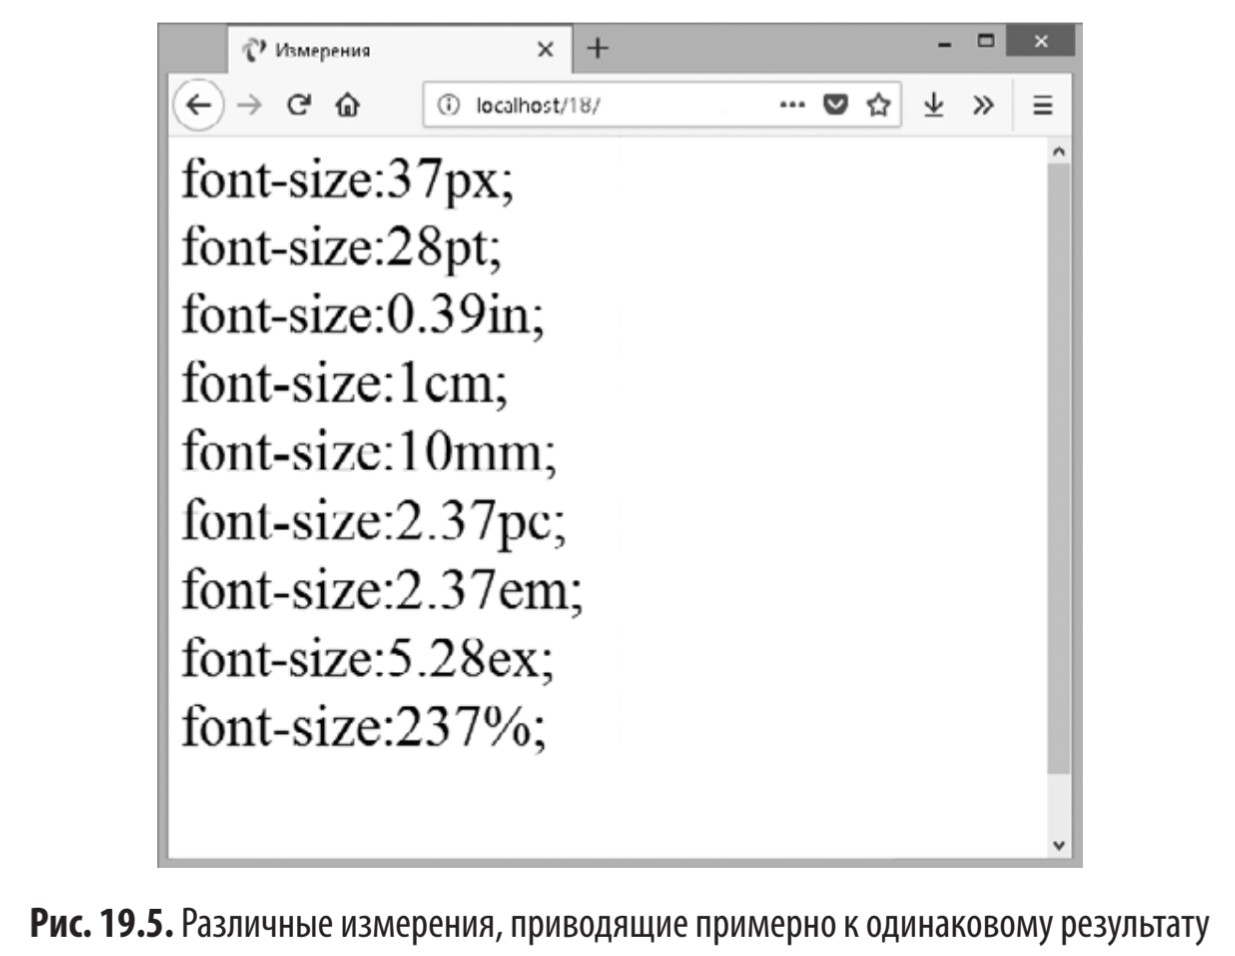 Измерения
localhost/18/
font-size:37px;
font-size:28pt;
font-size:0.39in;
font-size:1cm;
font-size:10mm;
font-size:2.37pc;
font-size:2.37em;
font-size:5.28ex;
font-size:237%;
Рис. 19.5. Различные измерения, приводящие примерно к одинаковому результату